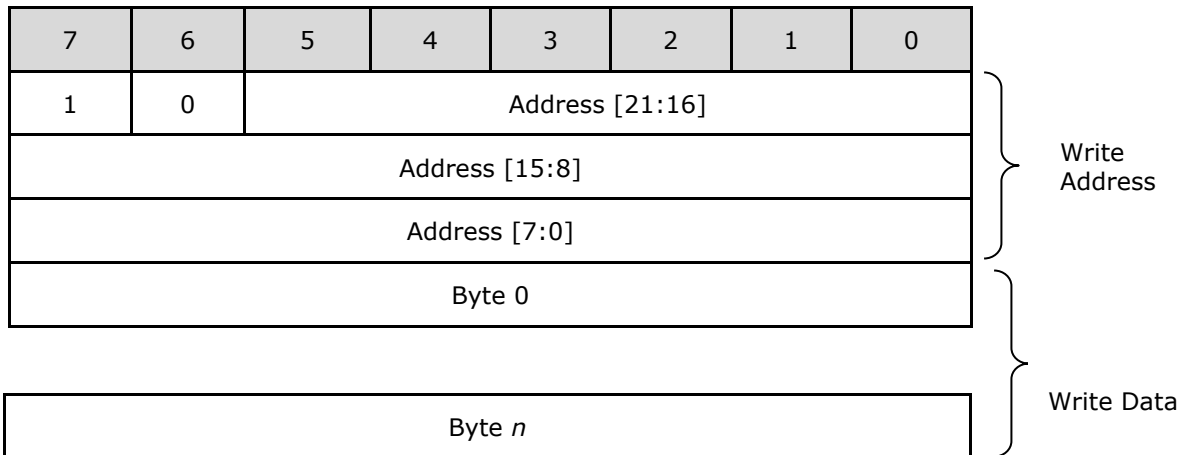 7 6 5 4 3 2 1 0
1 0 Address [21:16]
Address [15:8]
Write
Address
Address [7:0]
Byte 0
Write Data
Byte n